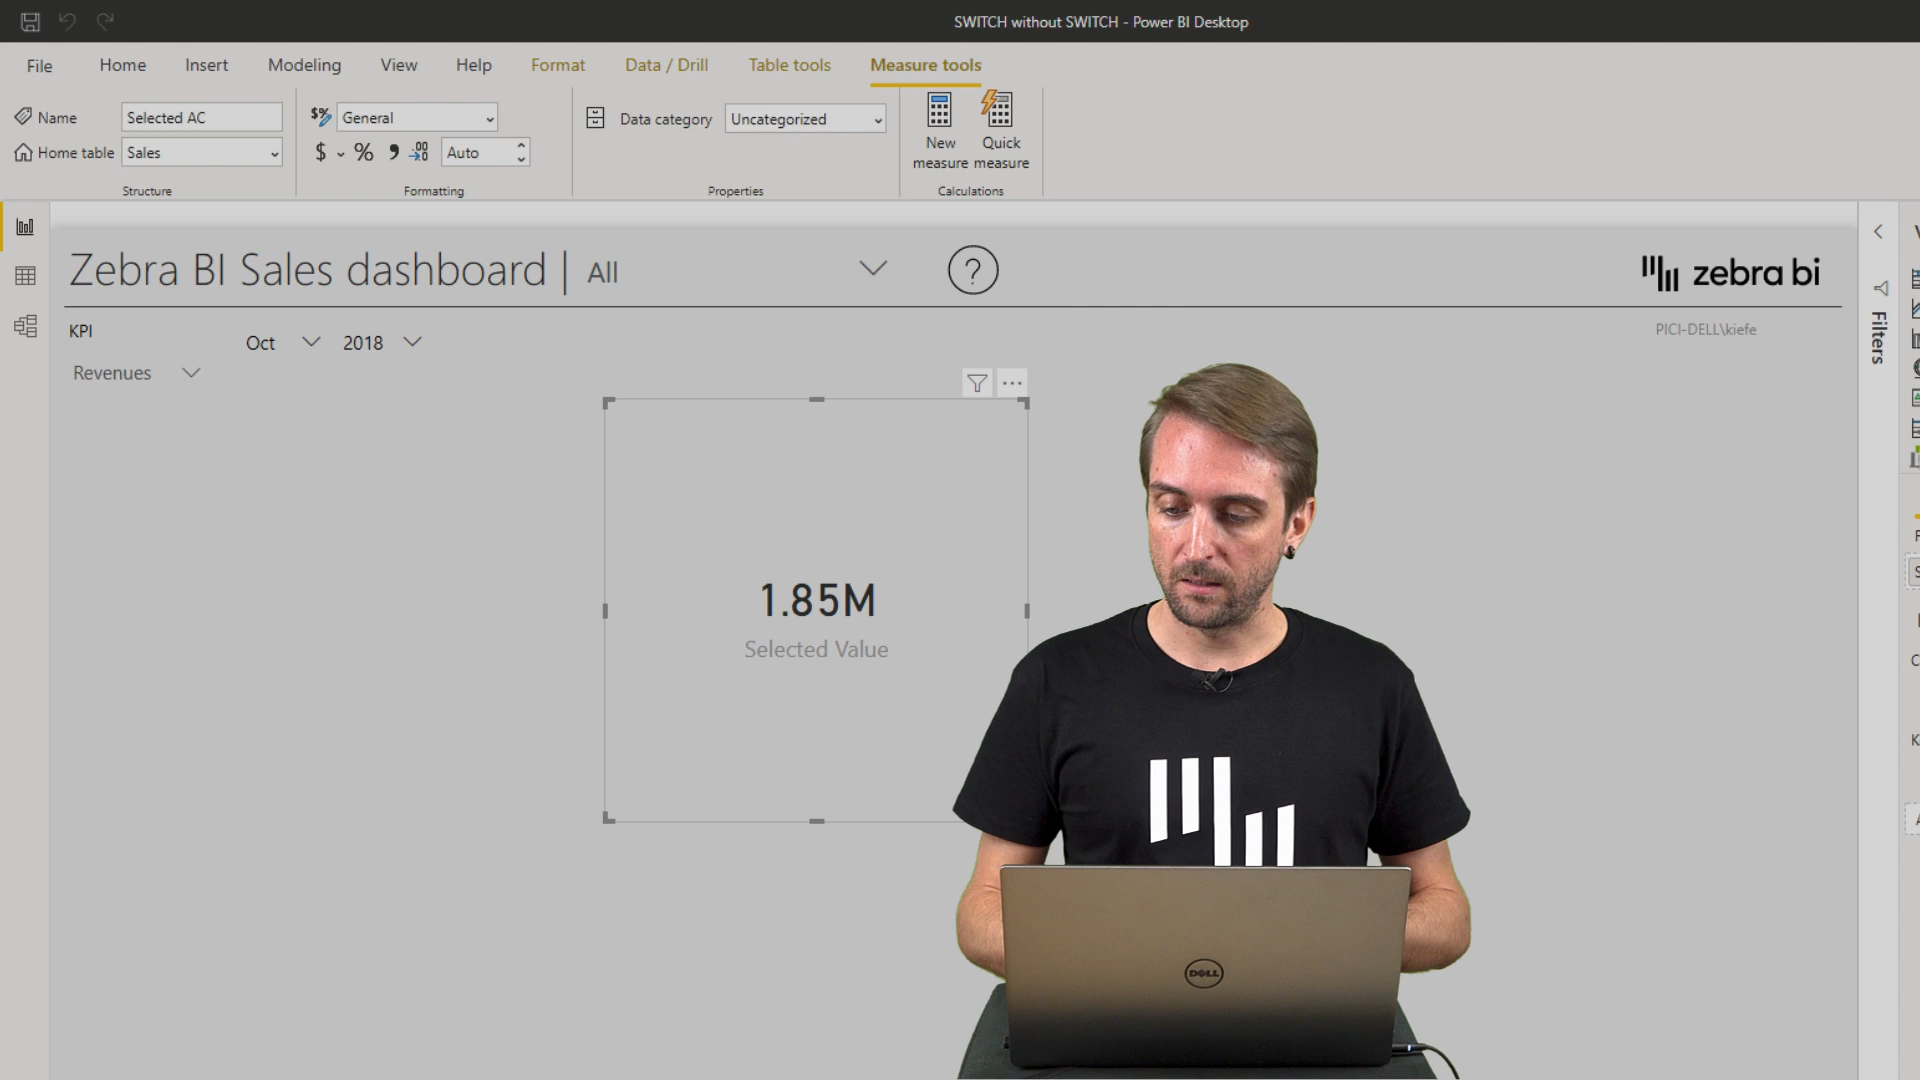 SWITCH without SWITCH - Power BI Desktop
File Home Insert Modeling View Help Format Data / Drill Table tools Measure tools
Name Selected AC
Home table Sales
Structure
$% General
$ % 9 .00 Auto
Formatting
Data category Uncategorized
Properties
New measure
Quick measure
Calculations
Zebra BI Sales dashboard | All
?
zebra bi
PICI-DELL\kiefe
KPI
Revenues
Oct 2018
1.85M
Selected Value
Filters
DELL